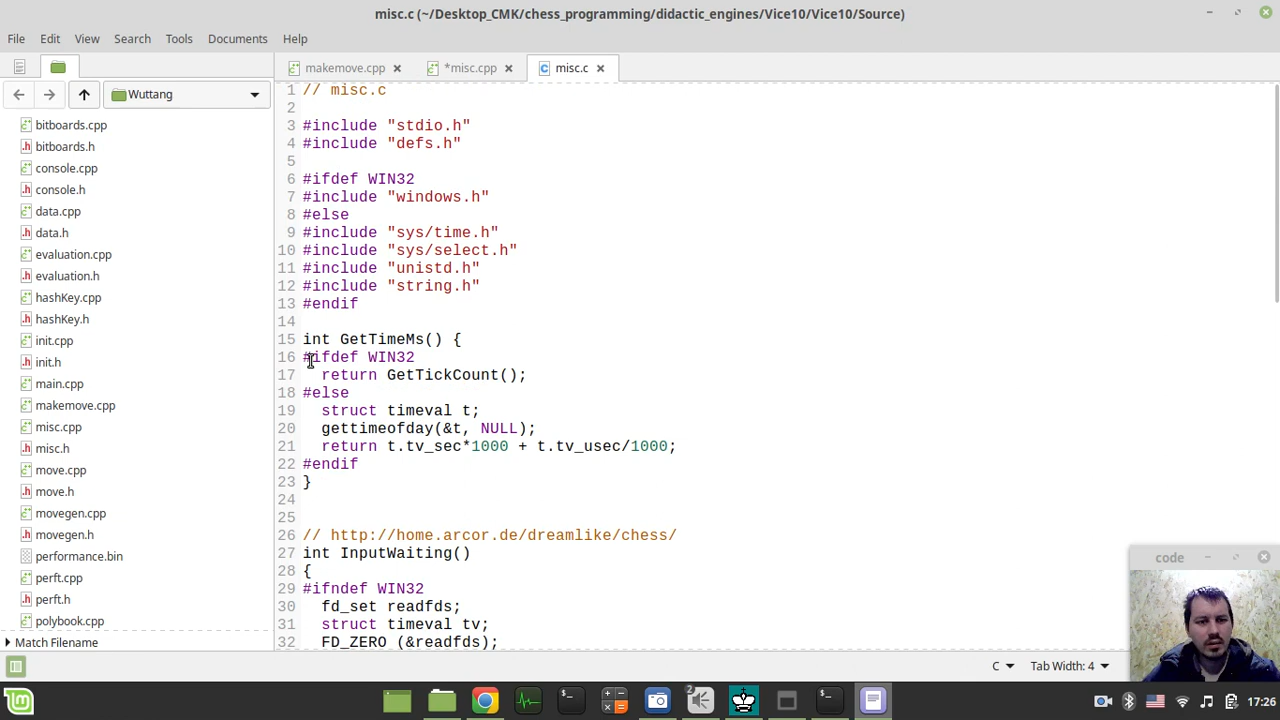 misc.c (~/Desktop_CMK/chess_programming/didactic_engines/Vice10/Vice10/Source)
File Edit View Search Tools Documents Help
makemove.c *misc.cpp misc.c
Wuttang
bitboards.cpp
bitboards.h
console.cpp
console.h
data.cpp
data.h
evaluation.cpp
evaluation.h
hashKey.cpp
hashKey.h
init.cpp
init.h
main.cpp
makemove.cpp
misc.cpp
misc.h
move.cpp
move.h
movegen.cpp
movegen.h
performance.bin
perft.cpp
perft.h
polybook.cpp
Match Filename
1 // misc.c
2
3 #include "stdio.h"
4 #include "defs.h"
5
6 #ifdef WIN32
7 #include "windows.h"
8 #else
9 #include "sys/time.h"
10 #include "sys/select.h"
11 #include "unistd.h"
12 #include "string.h"
13 #endif
14
15 int GetTimeMs() {
16 #ifdef WIN32
17 return GetTickCount();
18 #else
19 struct timeval t;
20 gettimeofday(&t, NULL);
21 return t.tv_sec*1000 + t.tv_usec/1000;
22 #endif
23 }
24
25
26 // http://home.arcor.de/dreamlike/chess/
27 int InputWaiting()
28 {
29 #ifndef WIN32
30 fd_set readfds;
31 struct timeval tv;
32 FD_ZERO (&readfds);
code
C Tab Width: 4
2
17:26